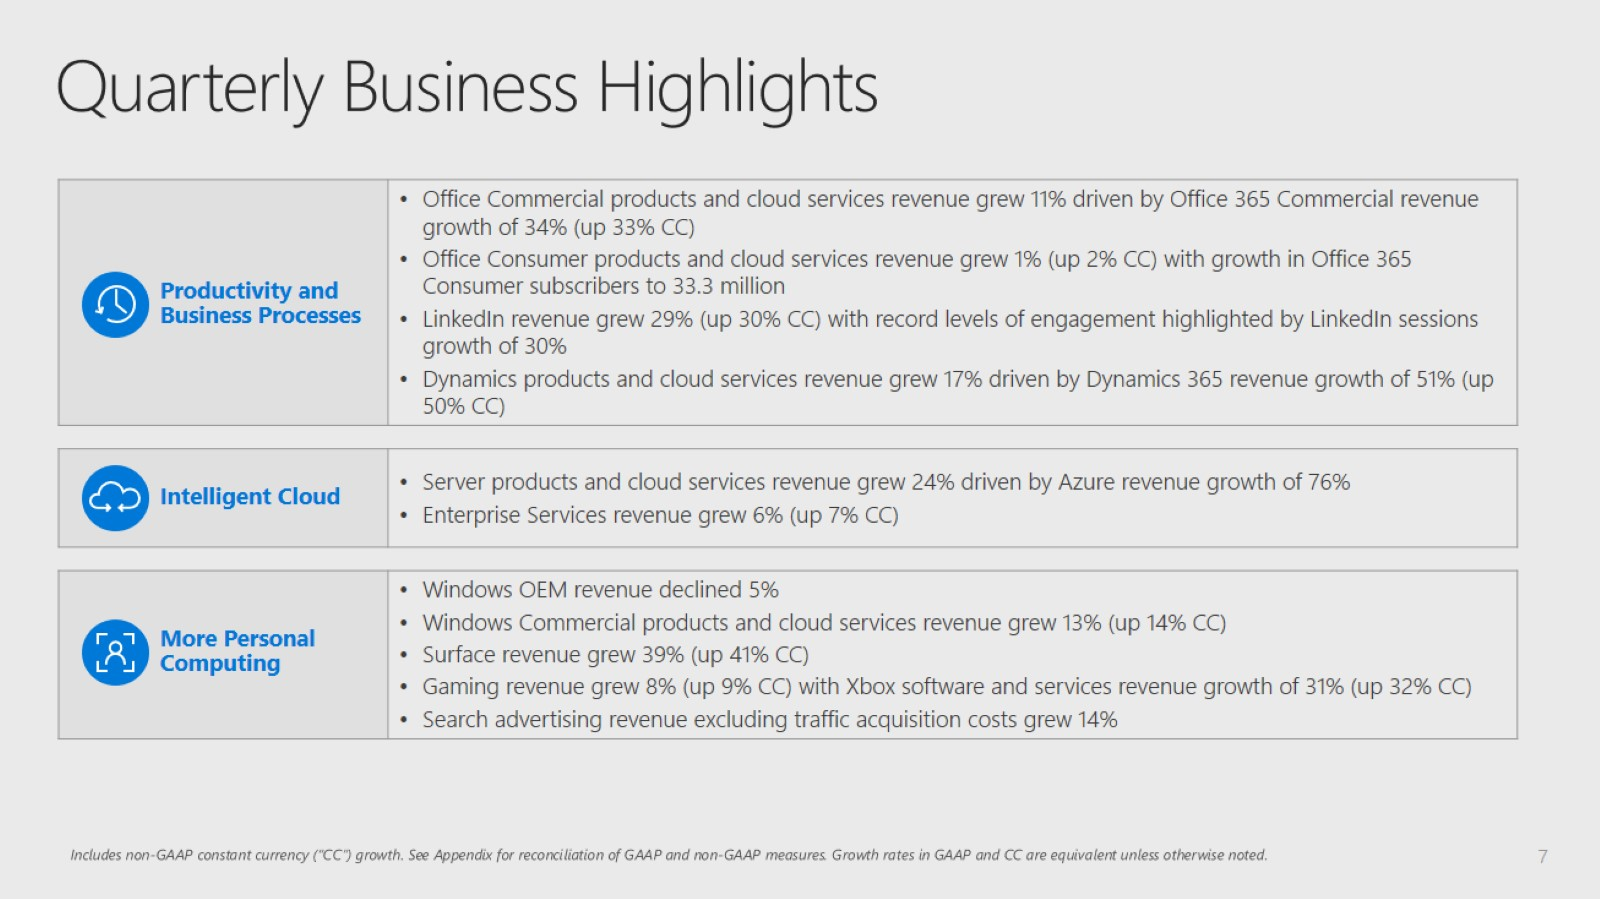 Quarterly Business Highlights
Productivity and
Business Processes
• Office Commercial products and cloud services revenue grew 11% driven by Office 365 Commercial revenue
growth of 34% (up 33% CC)
• Office Consumer products and cloud services revenue grew 1% (up 2% CC) with growth in Office 365
Consumer subscribers to 33.3 million
• LinkedIn revenue grew 29% (up 30% CC) with record levels of engagement highlighted by LinkedIn sessions
growth of 30%
• Dynamics products and cloud services revenue grew 17% driven by Dynamics 365 revenue growth of 51% (up
50% CC)
Intelligent Cloud
• Server products and cloud services revenue grew 24% driven by Azure revenue growth of 76%
• Enterprise Services revenue grew 6% (up 7% CC)
More Personal
Computing
• Windows OEM revenue declined 5%
• Windows Commercial products and cloud services revenue grew 13% (up 14% CC)
• Surface revenue grew 39% (up 41% CC)
• Gaming revenue grew 8% (up 9% CC) with Xbox software and services revenue growth of 31% (up 32% CC)
• Search advertising revenue excluding traffic acquisition costs grew 14%
Includes non-GAAP constant currency ("CC") growth. See Appendix for reconciliation of GAAP and non-GAAP measures. Growth rates in GAAP and CC are equivalent unless otherwise noted.
7